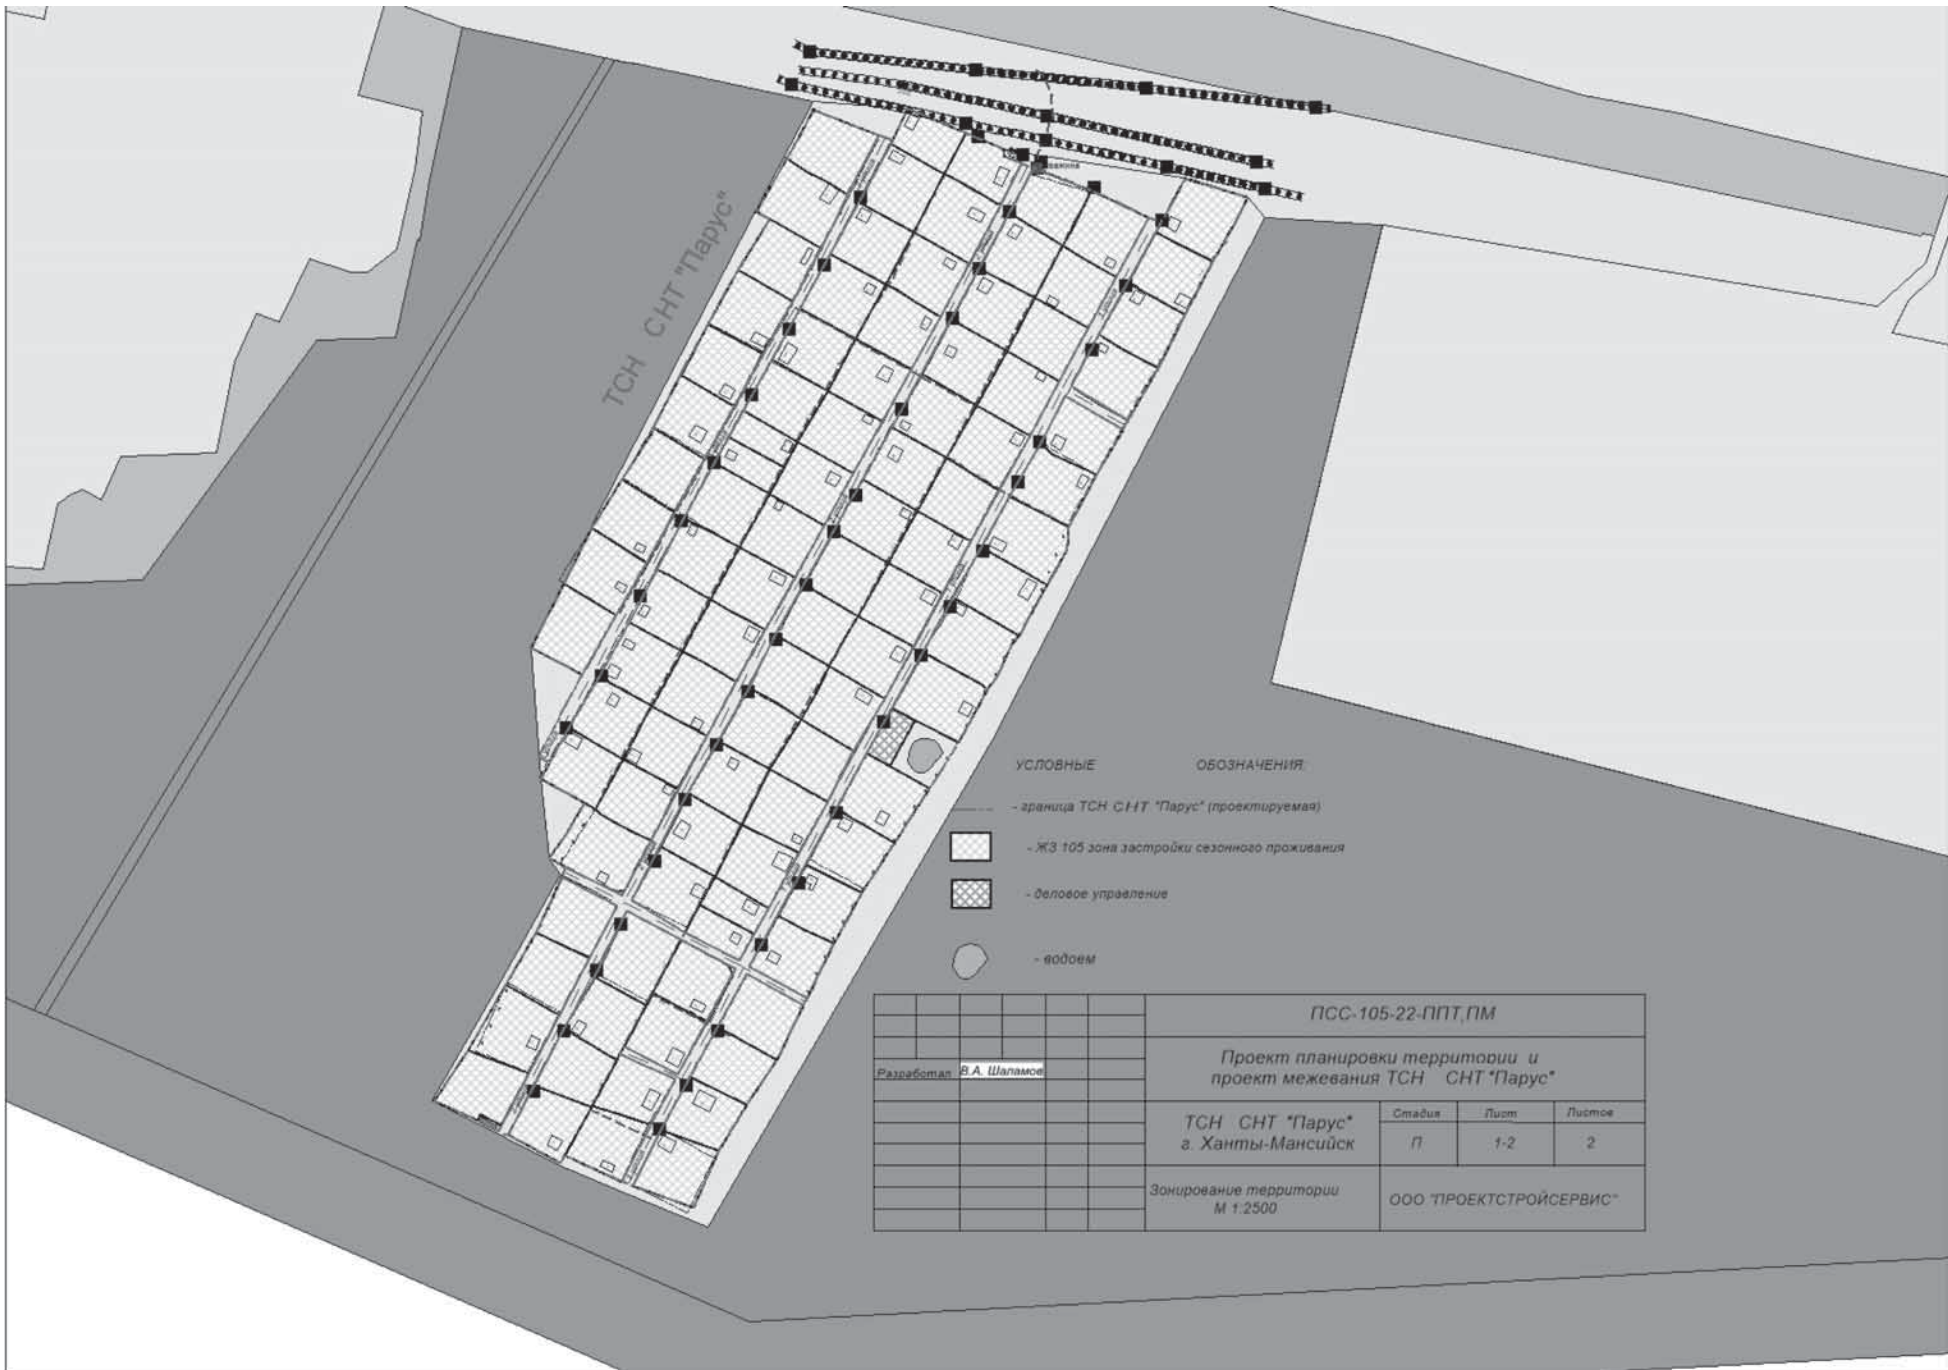 ТСН СНТ "Парус"
УСЛОВНЫЕ ОБОЗНАЧЕНИЯ:
- граница ТСН СНТ "Парус" (проектируемая)
- ЖЗ 105 зона застройки сезонного проживания
- деловое управление
- водоем
ПСС-105-22-ППТ,ПМ
Проект планировки территории и
проект межевания ТСН СНТ "Парус"
Разработал В.А. Шаламов
ТСН СНТ "Парус"
г. Ханты-Мансийск
Стадия Лист Листов
П 1-2 2
Зонирование территории
М 1:2500
ООО "ПРОЕКТСТРОЙСЕРВИС"